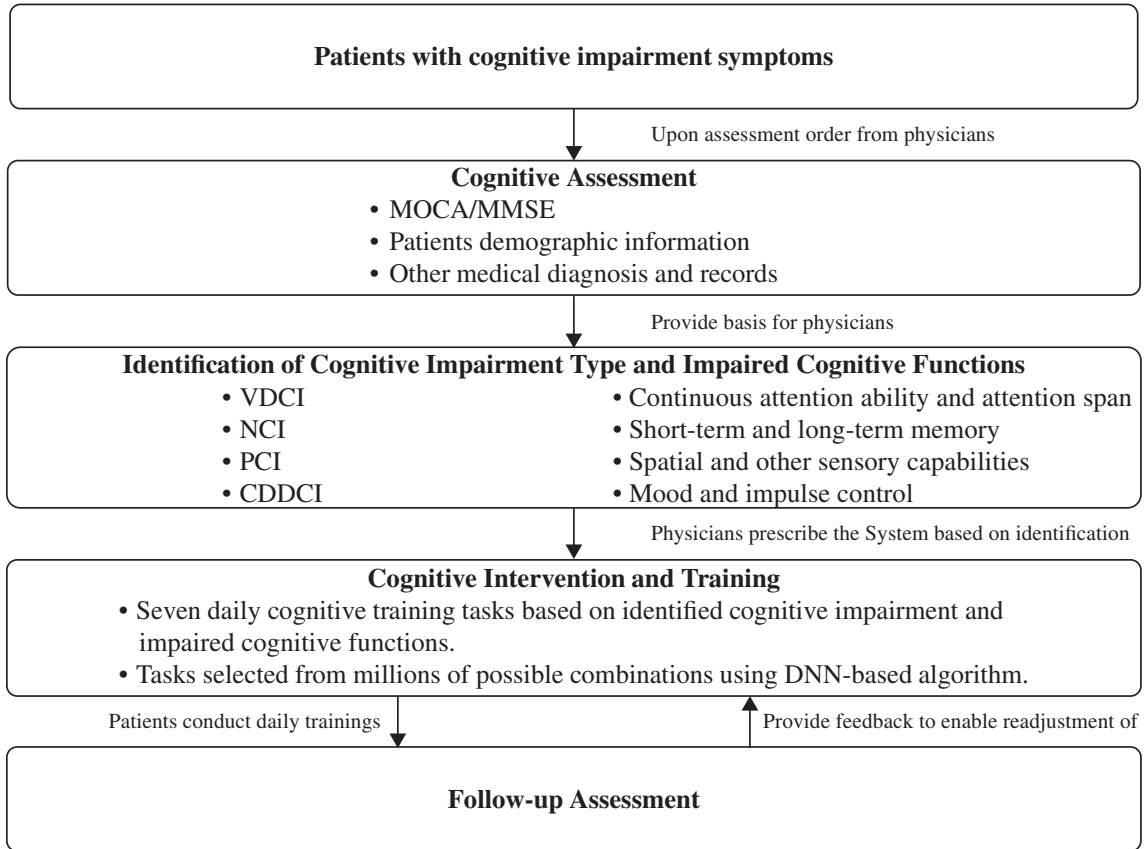 Patients with cognitive impairment symptoms
Upon assessment order from physicians
Cognitive Assessment
• MOCA/MMSE
• Patients demographic information
• Other medical diagnosis and records
Provide basis for physicians
Identification of Cognitive Impairment Type and Impaired Cognitive Functions
• VDCI
• NCI
• PCI
• CDDCI
• Continuous attention ability and attention span
• Short-term and long-term memory
• Spatial and other sensory capabilities
• Mood and impulse control
Physicians prescribe the System based on identification
Cognitive Intervention and Training
• Seven daily cognitive training tasks based on identified cognitive impairment and
impaired cognitive functions.
• Tasks selected from millions of possible combinations using DNN-based algorithm.
Patients conduct daily trainings
Provide feedback to enable readjustment of
Follow-up Assessment